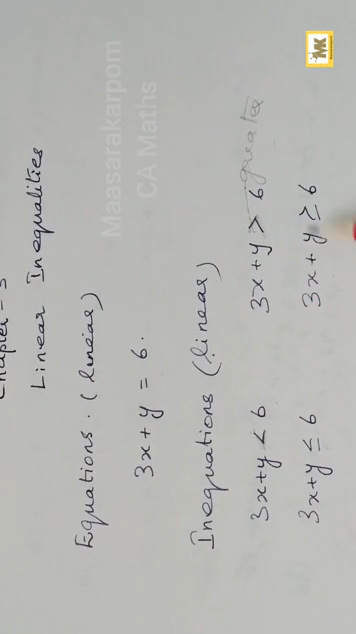 Chapter - 3
Linear Inequalities
Maasarakarpom
CA Maths
Equations. (linear)
3x + y = 6.
Inequations (linear)
3x+y < 6 3x+y > 6 greater
3x+y ≤ 6 3x+y ≥ 6
MK